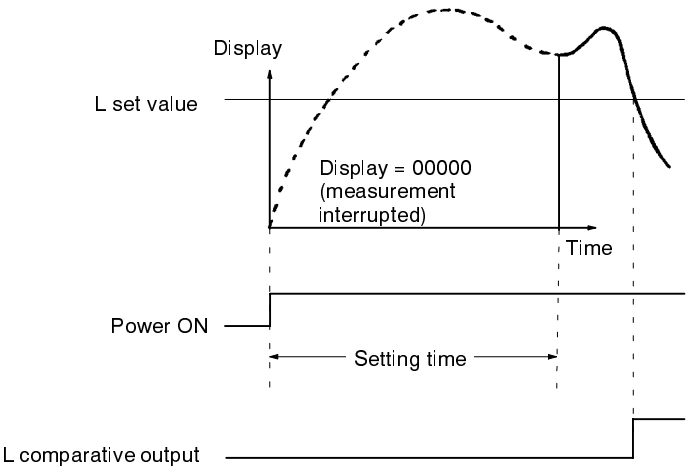 Display
L set value
Display = 00000
(measurement
interrupted)
Time
Power ON
Setting time
L comparative output